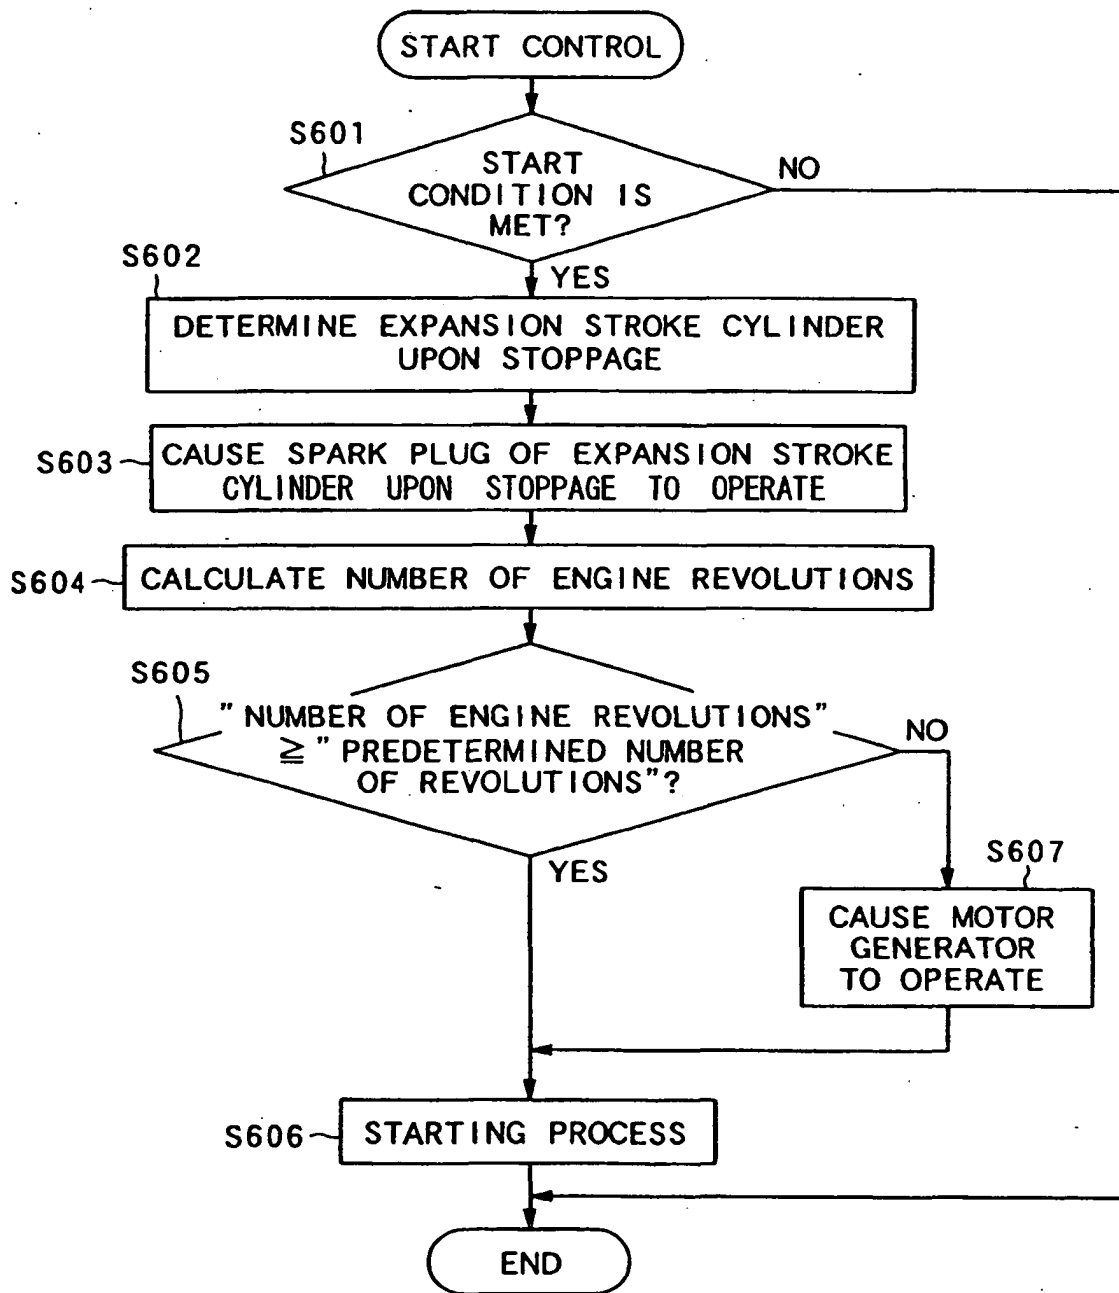 START CONTROL
S601
START
CONDITION IS
MET?
NO
YES
S602
DETERMINE EXPANSION STROKE CYLINDER
UPON STOPPAGE
S603
CAUSE SPARK PLUG OF EXPANSION STROKE
CYLINDER UPON STOPPAGE TO OPERATE
S604
CALCULATE NUMBER OF ENGINE REVOLUTIONS
S605
"NUMBER OF ENGINE REVOLUTIONS"
≧ "PREDETERMINED NUMBER
OF REVOLUTIONS"?
NO
YES
S607
CAUSE MOTOR
GENERATOR
TO OPERATE
S606
STARTING PROCESS
END